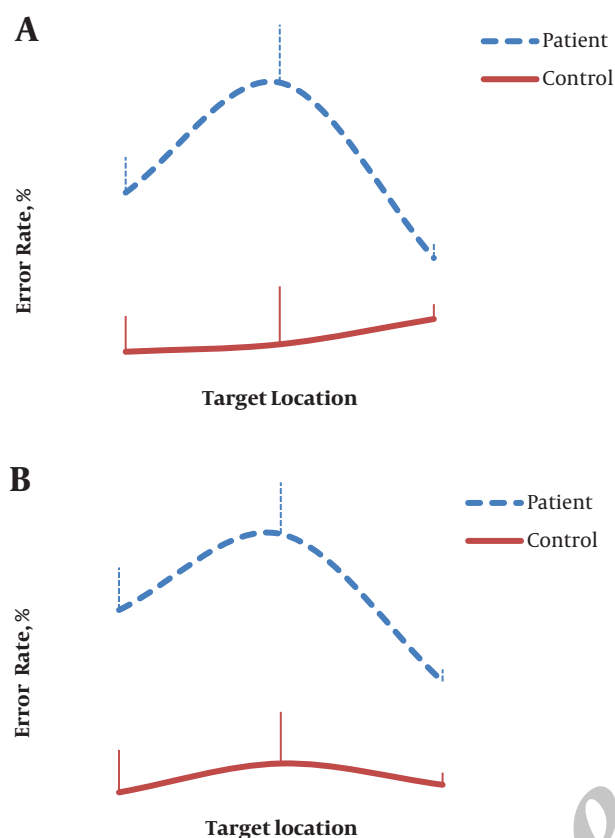 A
Patient
Control
Error Rate, %
Target Location
B
Patient
Control
Error Rate, %
Target location